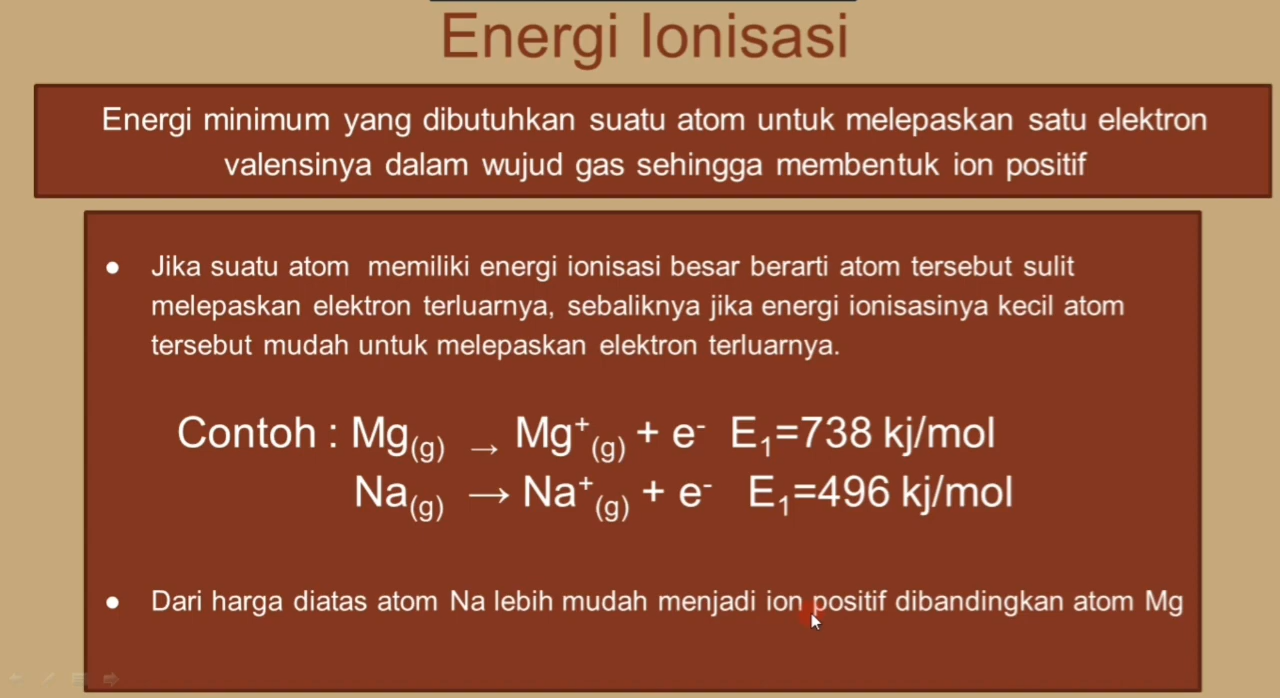 Energi Ionisasi
Energi minimum yang dibutuhkan suatu atom untuk melepaskan satu elektron
valensinya dalam wujud gas sehingga membentuk ion positif
● Jika suatu atom memiliki energi ionisasi besar berarti atom tersebut sulit
melepaskan elektron terluarnya, sebaliknya jika energi ionisasinya kecil atom
tersebut mudah untuk melepaskan elektron terluarnya.
Contoh : Mg₍g₎ → Mg⁺₍g₎ + e⁻ E₁=738 kj/mol
Na₍g₎ → Na⁺₍g₎ + e⁻ E₁=496 kj/mol
● Dari harga diatas atom Na lebih mudah menjadi ion positif dibandingkan atom Mg